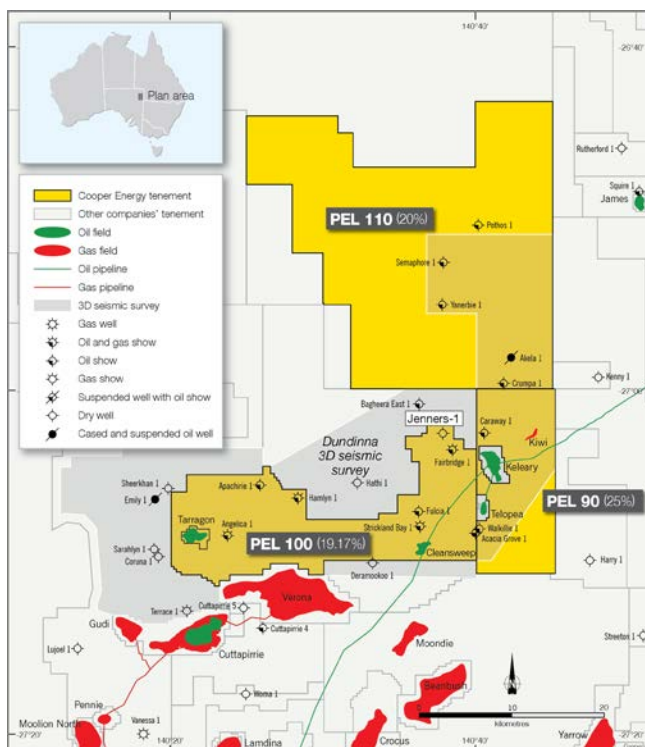 140°40'
-26°40'
Plan area
Cooper Energy tenement
Other companies' tenement
Oil field
Gas field
Oil pipeline
Gas pipeline
3D seismic survey
Gas well
Oil and gas show
Oil show
Gas show
Suspended well with oil show
Dry well
Cased and suspended oil well
Rutherford 1
Squire 1
James
PEL 110 (20%)
Pothos 1
Semaphore 1
Yanerbie 1
Akela 1
Crumpa 1
Kenny 1
-27°00'
Bagheera East 1
Jenners-1
Caraway 1
Kiwi
Dundinna
3D seismic
survey
Fairbridge 1
Keleary
Sheerkhan 1
Apachirie 1
Hathi 1
Emily 1
Hamlyn 1
PEL 90 (25%)
Tarragon
Angelica 1
Fulcia 1
Telopea
Strickland Bay 1
Walkillie 1
Acacia Grove 1
PEL 100 (19.17%)
Sarahlyn 1
Coruna 1
Cleansweep
Deramookoo 1
Harry 1
Verona
Cuttapirrie 5
Terrace 1
Gudi
Cuttapirrie 4
Lujoel 1
Cuttapirrie
Moondie
Streeton 1
N
Pennie
Woma 1
Beanbush
0 10 20
kilometres
Moolion North
Vanessa 1
Lamdina
Crocus
Yarrow
-27°20'
140°20'
140°40'
-27°20'